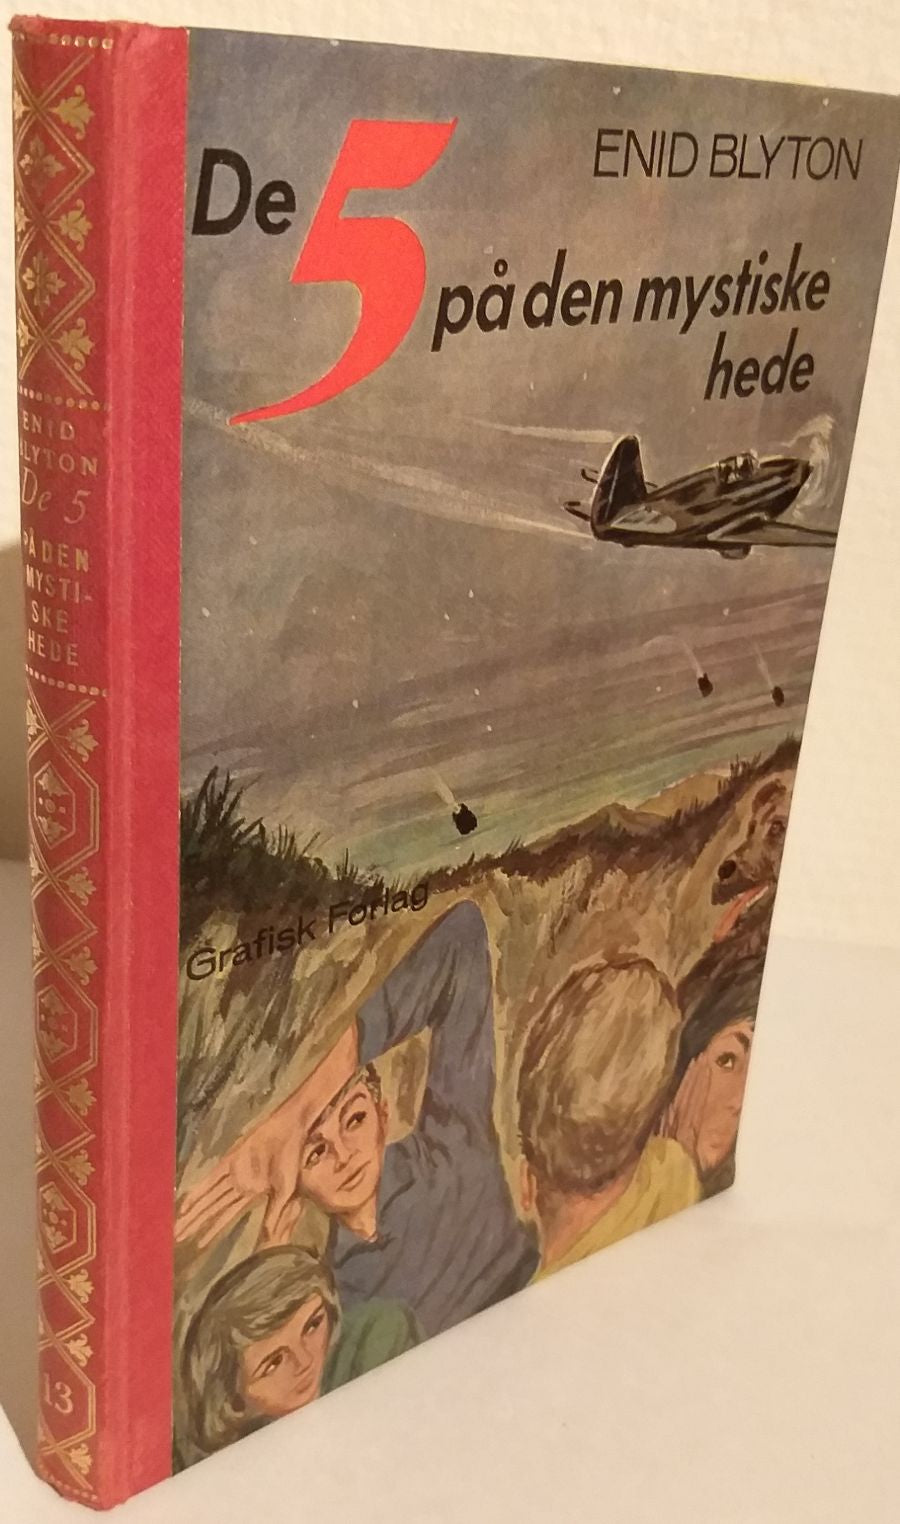 De 5
ENID BLYTON
på den mystiske
hede
Grafisk Forlag
ENID
BLYTON
De 5
PÅ DEN
MYSTI-
SKE
HEDE
13